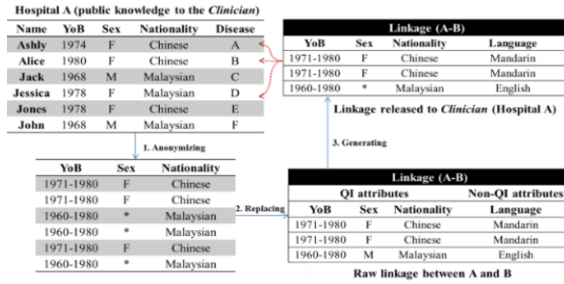 Hospital A (public knowledge to the Clinician)
Name YoB Sex Nationality Disease
Ashly 1974 F Chinese A
Alice 1980 F Chinese B
Jack 1968 M Malaysian C
Jessica 1978 F Malaysian D
Jones 1978 F Chinese E
John 1968 M Malaysian F
Linkage (A-B)
YoB Sex Nationality Language
1971-1980 F Chinese Mandarin
1971-1980 F Chinese Mandarin
1960-1980 * Malaysian English
Linkage released to Clinician (Hospital A)
1. Anonymizing
3. Generating
YoB Sex Nationality
1971-1980 F Chinese
1971-1980 F Chinese
1960-1980 * Malaysian
1960-1980 * Malaysian
1971-1980 F Chinese
1960-1980 * Malaysian
2. Replacing
Linkage (A-B)
QI attributes Non-QI attributes
YoB Sex Nationality Language
1971-1980 F Chinese Mandarin
1971-1980 F Chinese Mandarin
1960-1980 M Malaysian English
Raw linkage between A and B